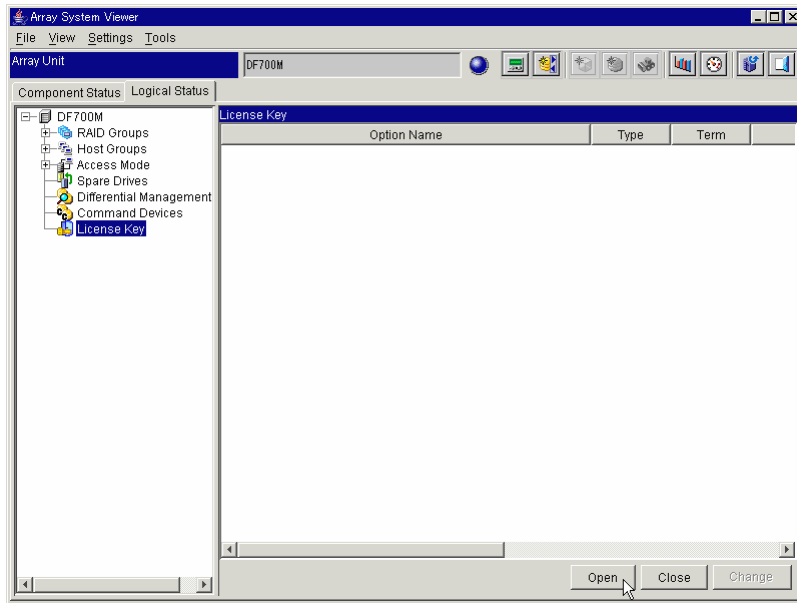 Array System Viewer
File View Settings Tools
Array Unit DF700M
Component Status Logical Status
DF700M
RAID Groups
Host Groups
Access Mode
Spare Drives
Differential Management
Command Devices
License Key
License Key
Option Name Type Term
Open Close Change